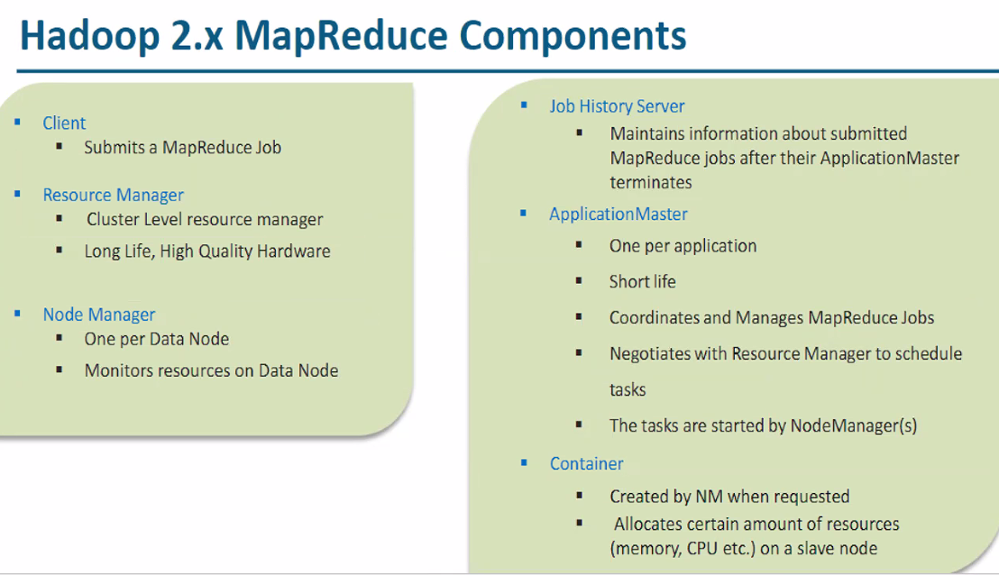 Hadoop 2.x MapReduce Components
Client
Submits a MapReduce Job
Resource Manager
Cluster Level resource manager
Long Life, High Quality Hardware
Node Manager
One per Data Node
Monitors resources on Data Node
Job History Server
Maintains information about submitted
MapReduce jobs after their ApplicationMaster
terminates
ApplicationMaster
One per application
Short life
Coordinates and Manages MapReduce Jobs
Negotiates with Resource Manager to schedule
tasks
The tasks are started by NodeManager(s)
Container
Created by NM when requested
Allocates certain amount of resources
(memory, CPU etc.) on a slave node